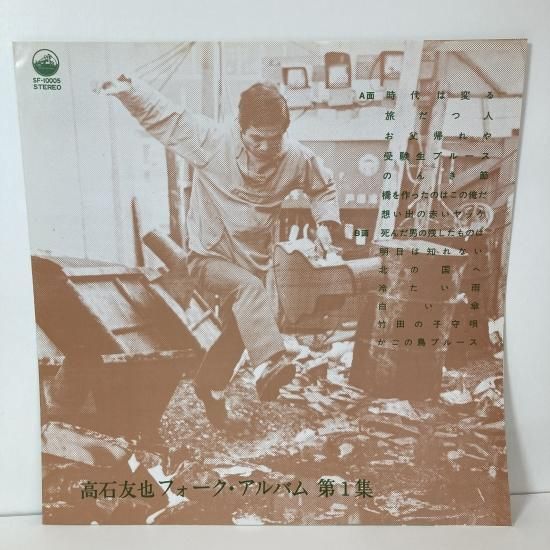 SF-10005
STEREO
A面 時代は変る
旅だつ人
お父帰れや
受験生ブルース
のんき節
橋を作ったのはこの俺だ
想い出の赤いヤッケ
B面 死んだ男の残したものは
明日は知れない
北の国へ
冷たい雨
白い傘
竹田の子守唄
かごの鳥ブルース
高石友也フォーク・アルバム 第1集